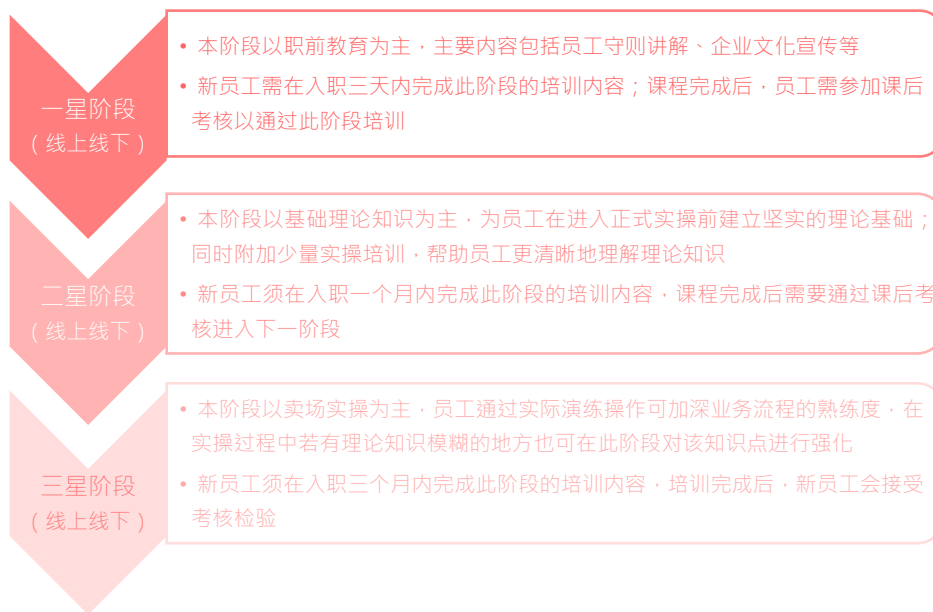 一星阶段
（线上线下）
• 本阶段以职前教育为主，主要内容包括员工守则讲解、企业文化宣传等
• 新员工需在入职三天内完成此阶段的培训内容；课程完成后，员工需参加课后
考核以通过此阶段培训
二星阶段
（线上线下）
• 本阶段以基础理论知识为主，为员工在进入正式实操前建立坚实的理论基础；
同时附加少量实操培训，帮助员工更清晰地理解理论知识
• 新员工须在入职一个月内完成此阶段的培训内容，课程完成后需要通过课后考
核进入下一阶段
三星阶段
（线上线下）
• 本阶段以卖场实操为主，员工通过实际演练操作可加深业务流程的熟练度，在
实操过程中若有理论知识模糊的地方也可在此阶段对该知识点进行强化
• 新员工须在入职三个月内完成此阶段的培训内容，培训完成后，新员工会接受
考核检验